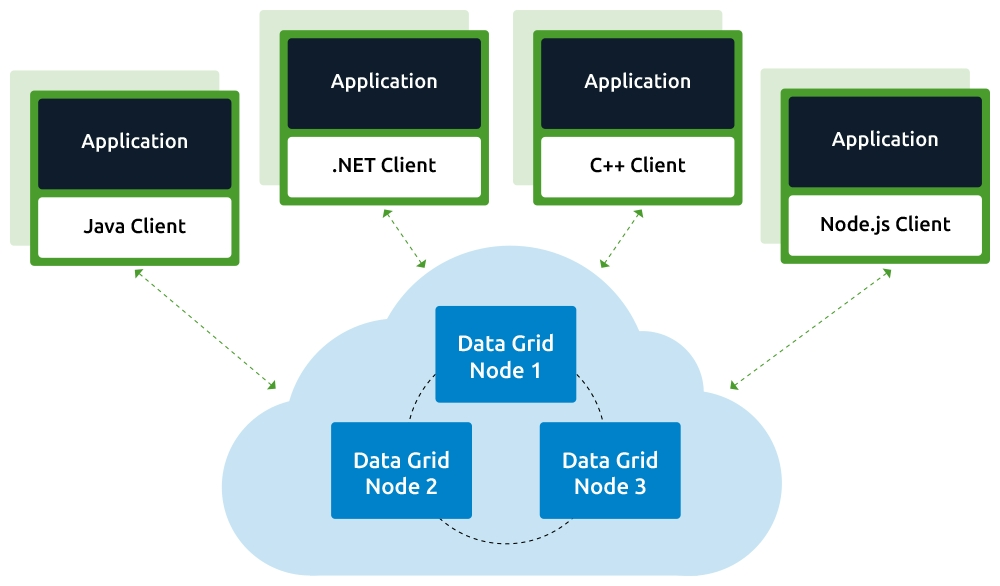 Application
Java Client
Application
.NET Client
Application
C++ Client
Application
Node.js Client
Data Grid
Node 1
Data Grid
Node 2
Data Grid
Node 3